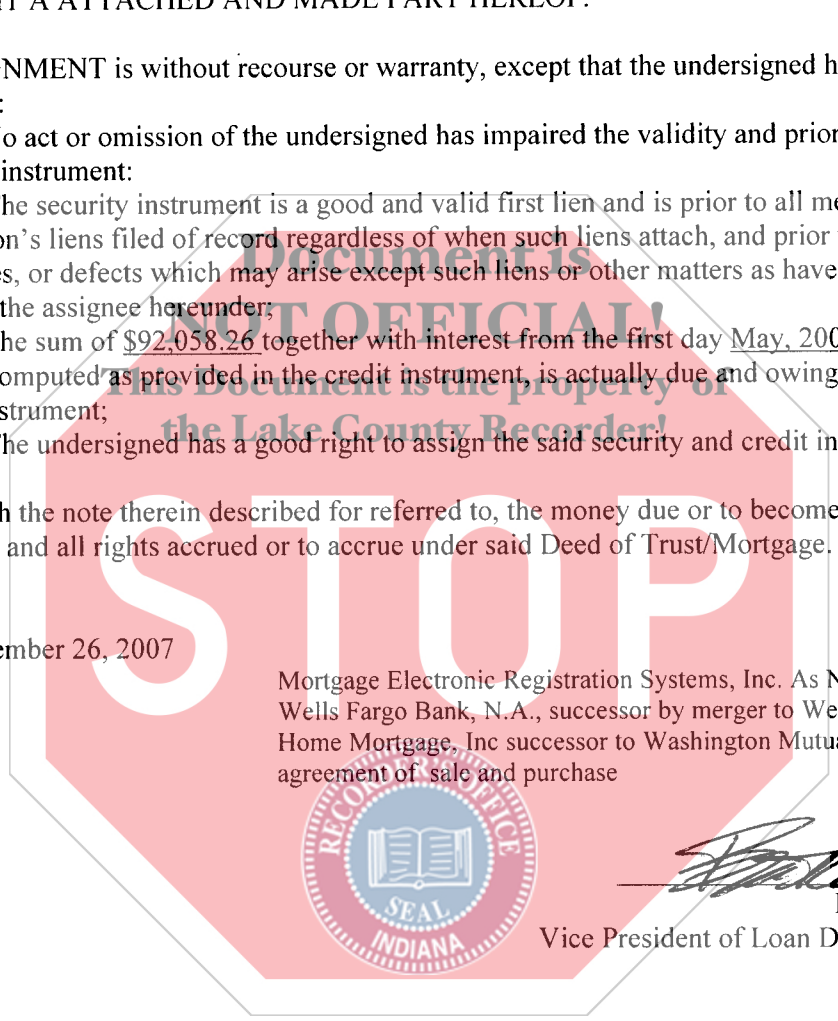 T A ATTACHED AND MADE PART HEREOF.
NMENT is without recourse or warranty, except that the undersigned h
:
o act or omission of the undersigned has impaired the validity and prior
instrument:
he security instrument is a good and valid first lien and is prior to all me
on's liens filed of record regardless of when such liens attach, and prior
s, or defects which may arise except such liens or other matters as have
the assignee hereunder;
he sum of $92,058.26 together with interest from the first day May, 200
omputed as provided in the credit instrument, is actually due and owing
strument;
he undersigned has a good right to assign the said security and credit in
h the note therein described for referred to, the money due or to become
and all rights accrued or to accrue under said Deed of Trust/Mortgage.
Document is
NOT OFFICIAL!
This Document is the property of
the Lake County Recorder!
STOP
ember 26, 2007
Mortgage Electronic Registration Systems, Inc. As N
Wells Fargo Bank, N.A., successor by merger to We
Home Mortgage, Inc successor to Washington Mutua
agreement of sale and purchase
RECORDER'S OFFICE
SEAL
INDIANA
Vice President of Loan D